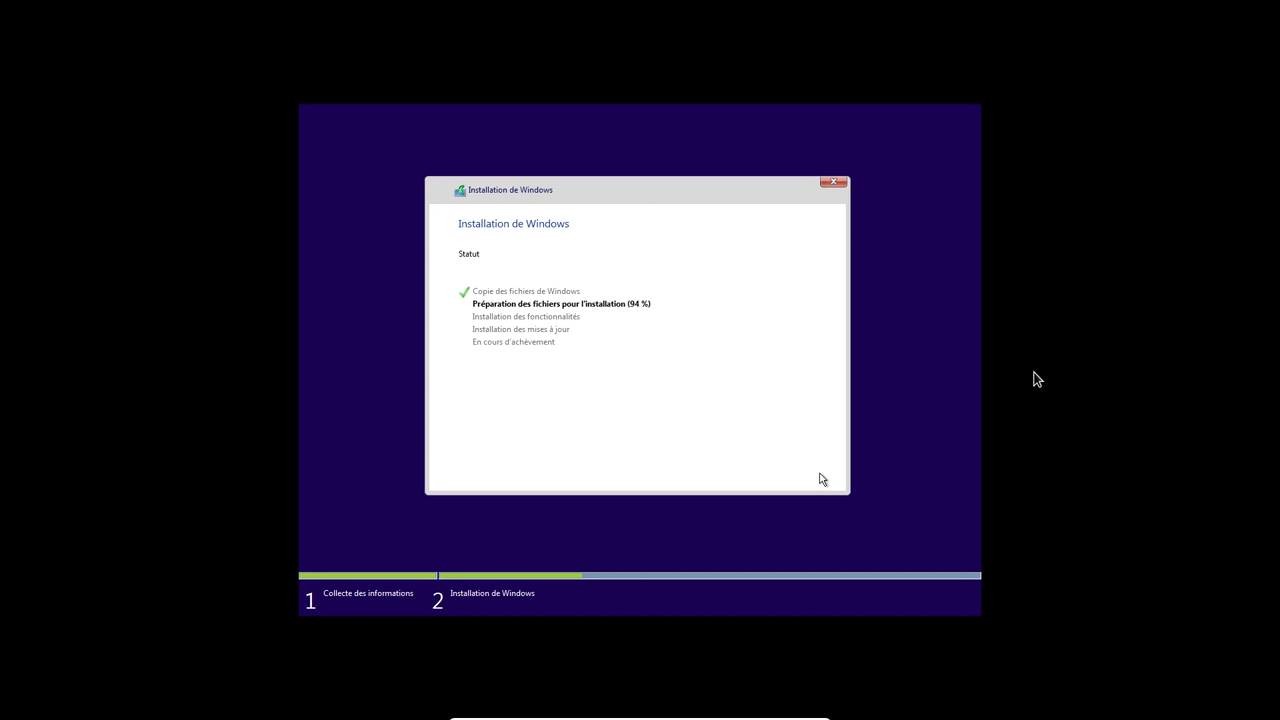 Installation de Windows
Installation de Windows
Statut
Copie des fichiers de Windows
Préparation des fichiers pour l'installation (94 %)
Installation des fonctionnalités
Installation des mises à jour
En cours d'achèvement
1 Collecte des informations 2 Installation de Windows